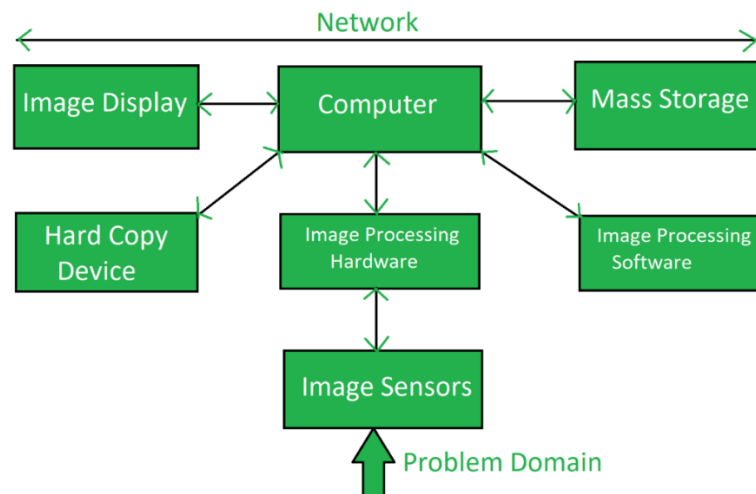 Network
Image Display
Computer
Mass Storage
Hard Copy
Device
Image Processing
Hardware
Image Processing
Software
Image Sensors
Problem Domain